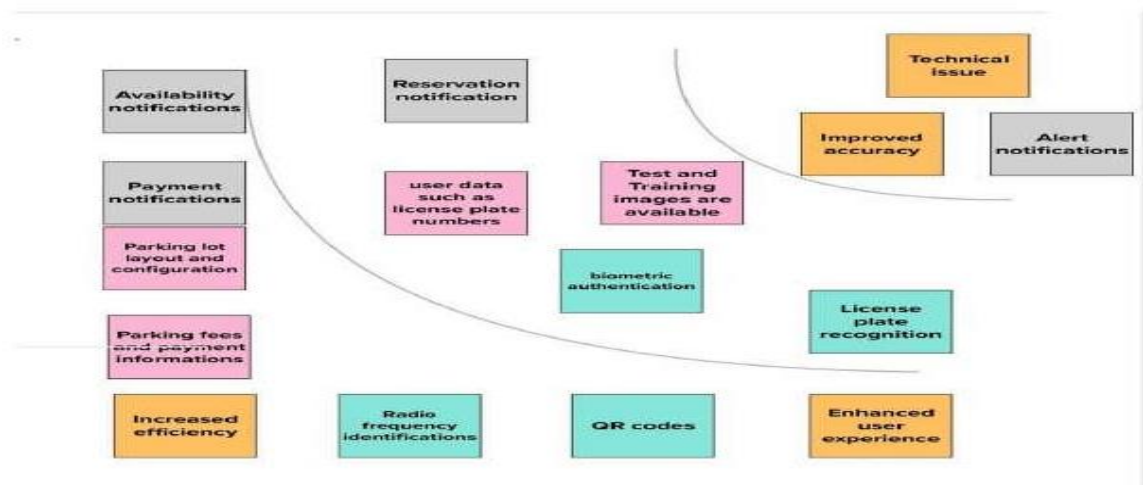 Technical
issue
Availability
notifications
Reservation
notification
Improved
accuracy
Alert
notifications
Payment
notifications
user data
such as
license plate
numbers
Test and
Training
images are
available
Parking lot
layout and
configuration
biometric
authentication
License
plate
recognition
Parking fees
and payment
informations
Increased
efficiency
Radio
frequency
identifications
QR codes
Enhanced
user
experience